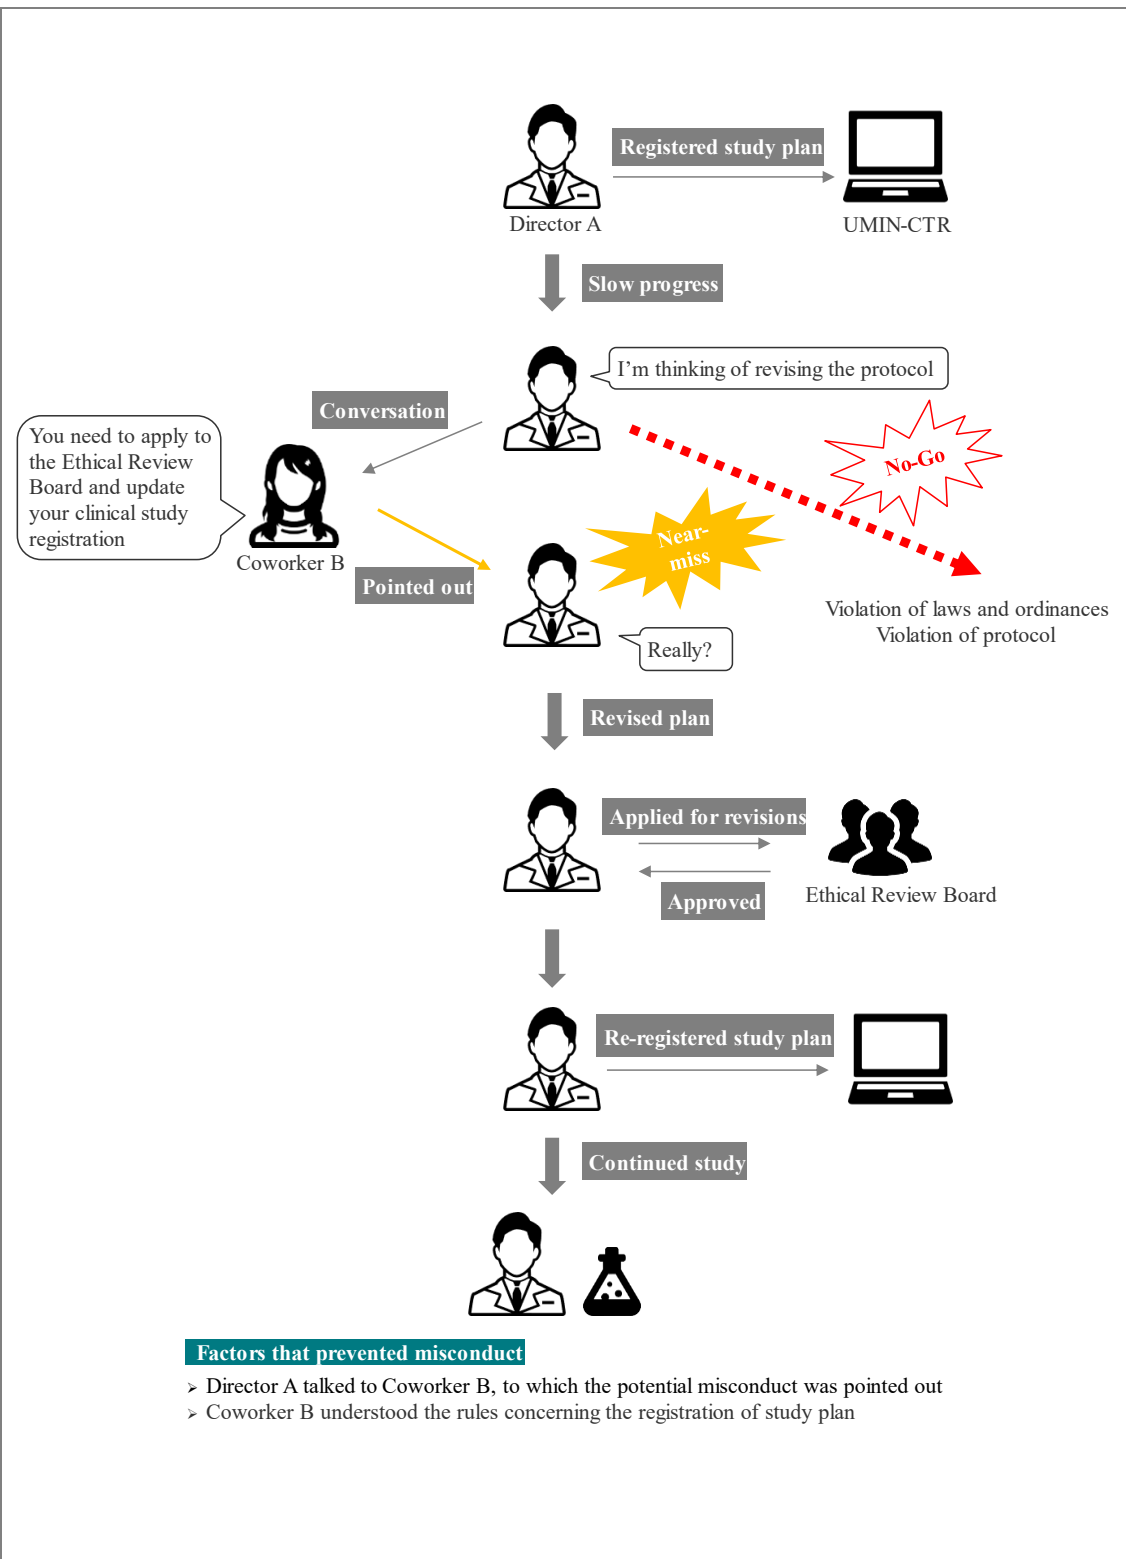 Registered study plan
Director A
UMIN-CTR
Slow progress
I’m thinking of revising the protocol
Conversation
You need to apply to
the Ethical Review
Board and update
your clinical study
registration
Coworker B
No-Go
Near-
miss
Pointed out
Violation of laws and ordinances
Violation of protocol
Really?
Revised plan
Applied for revisions
Approved
Ethical Review Board
Re-registered study plan
Continued study
Factors that prevented misconduct
➢ Director A talked to Coworker B, to which the potential misconduct was pointed out
➢ Coworker B understood the rules concerning the registration of study plan